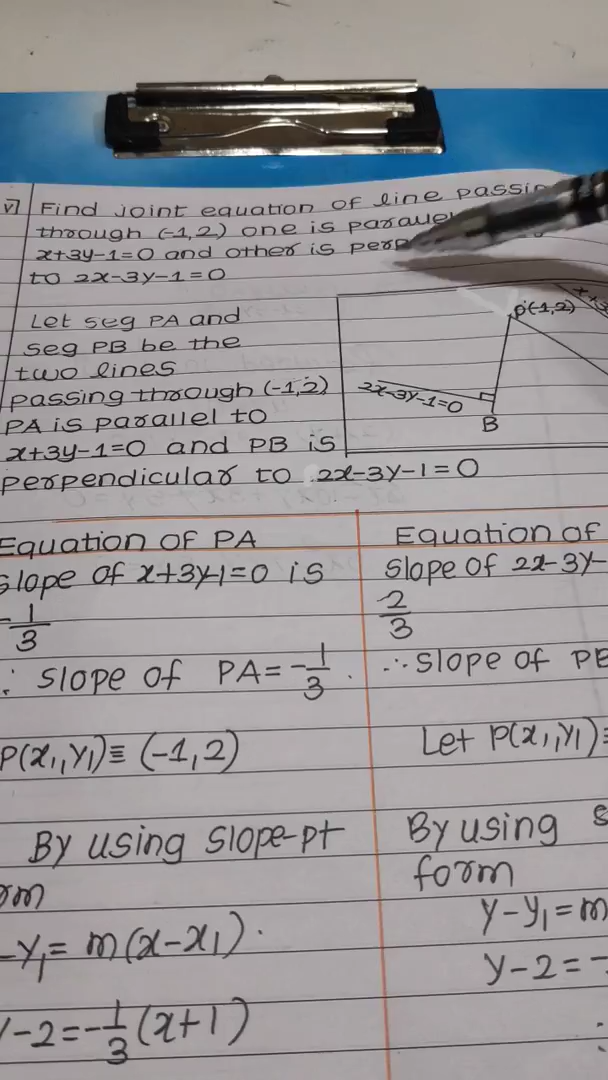 v]
Find joint equation of line passin
through (-1,2) one is parallel
x+3y-1=0 and other is perp
to 2x-3y-1=0
Let seg PA and
seg PB be the
two lines
passing through (-1,2)
PA is parallel to
x+3y-1=0 and PB is
perpendicular to 2x-3y-1=0
P(-1,2)
2x-3y-1=0
B
Equation of PA
slope of x+3y-1=0 is
-1/3
∴ slope of PA=-1/3.
P(x₁,y₁)≡(-1,2)
By using slope-pt
rm
-y₁=m(x-x₁).
y-2=-1/3(x+1)
Equation of
slope of 2x-3y-
2/3
∴ slope of PB
Let P(x₁,y₁)≡
By using s
form
y-y₁=m
y-2=-